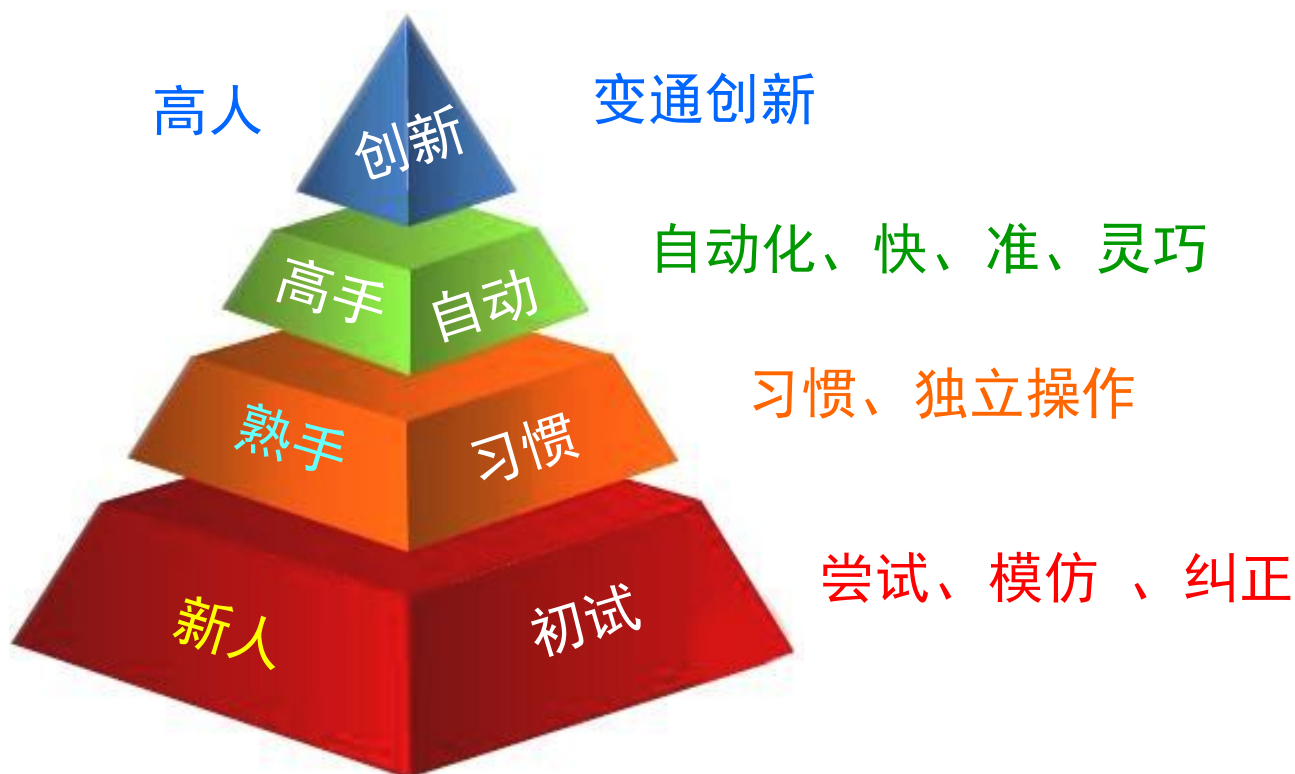 高人
创新
变通创新
高手
自动
自动化、快、准、灵巧
熟手
习惯
习惯、独立操作
新人
初试
尝试、模仿 、纠正